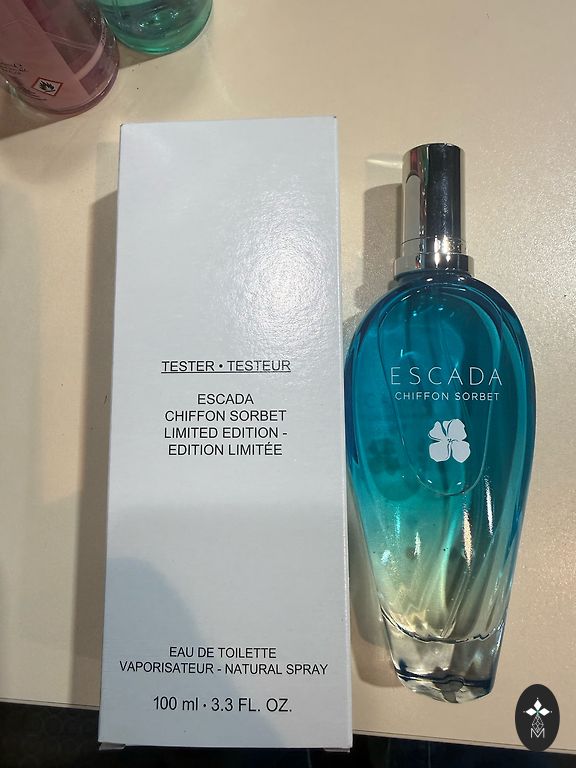 TESTER • TESTEUR
ESCADA
CHIFFON SORBET
LIMITED EDITION -
EDITION LIMITÉE
EAU DE TOILETTE
VAPORISATEUR - NATURAL SPRAY
100 ml • 3.3 FL. OZ.
ESCADA
CHIFFON SORBET